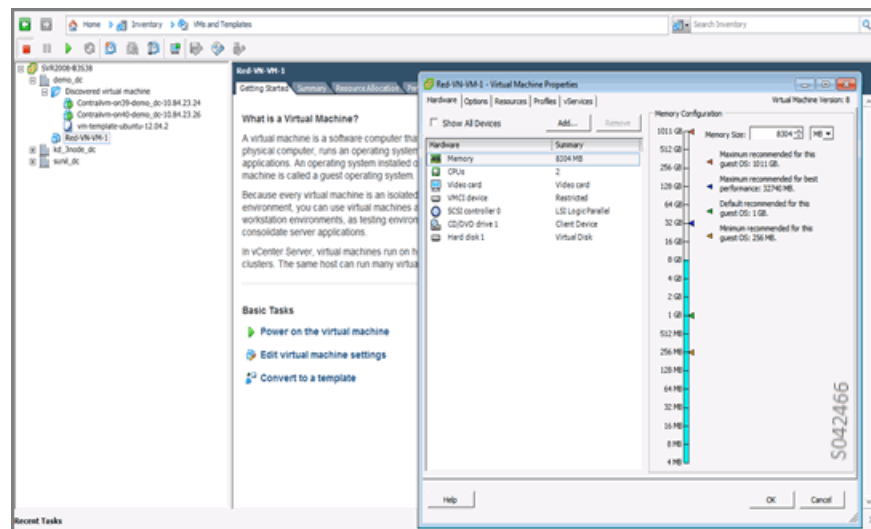 Home
Inventory
VMs and Templates
Search Inventory
SVR2008-B3S38
demo_dc
Discovered virtual machine
Contrailvm-on39-demo_dc-10.84.23.24
Contrailvm-on40-demo_dc-10.84.23.26
vm-template-ubuntu-12.04.2
Red-VN-VM-1
kd_3node_dc
sunil_dc
Red-VN-VM-1
Getting Started
Summary
Resource Allocation
What is a Virtual Machine?
A virtual machine is a software computer that
physical computer, runs an operating system
applications. An operating system installed
machine is called a guest operating system.
Because every virtual machine is an isolated
environment, you can use virtual machines
workstation environments, as testing
consolidate server applications.
In vCenter Server, virtual machines run on
clusters. The same host can run many
Basic Tasks
Power on the virtual machine
Edit virtual machine settings
Convert to a template
Recent Tasks
Red-VN-VM-1 - Virtual Machine Properties
Hardware Options Resources Profiles vServices
Virtual Machine Version: 8
Show All Devices
Add...
Remove
Hardware Summary
Memory 8304 MB
CPUs 2
Video card Video card
VMCI device Restricted
SCSI controller 0 LSI Logic Parallel
CD/DVD drive 1 Client Device
Hard disk 1 Virtual Disk
Memory Configuration
Memory Size: 8304 MB
1011 GB
512 GB
256 GB
128 GB
64 GB
32 GB
16 GB
8 GB
4 GB
2 GB
1 GB
512 MB
256 MB
128 MB
64 MB
32 MB
16 MB
8 MB
4 MB
Maximum recommended for this
guest OS: 1011 GB.
Maximum recommended for best
performance: 32740 MB.
Default recommended for this
guest OS: 1 GB.
Minimum recommended for this
guest OS: 256 MB.
Help
OK
Cancel
S042466